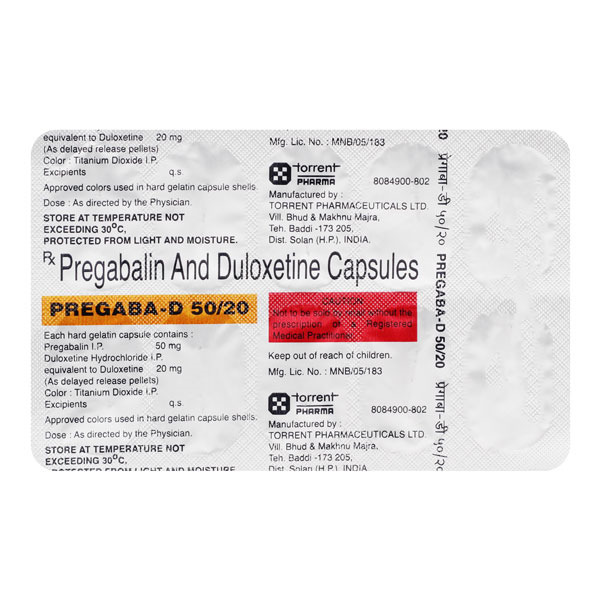 equivalent to Duloxetine 20 mg
(As delayed release pellets)
Color : Titanium Dioxide I.P.
Excipients q.s.
Approved colors used in hard gelatin capsule shells.
Dose : As directed by the Physician.
STORE AT TEMPERATURE NOT
EXCEEDING 30°C,
PROTECTED FROM LIGHT AND MOISTURE.
Mfg. Lic. No. : MNB/05/183
torrent
PHARMA
8084900-802
Manufactured by :
TORRENT PHARMACEUTICALS LTD.
Vill. Bhud & Makhnu Majra,
Teh. Baddi -173 205,
Dist. Solan (H.P.), INDIA.
Rx Pregabalin And Duloxetine Capsules
PREGABA-D 50/20
Each hard gelatin capsule contains :
Pregabalin I.P. 50 mg
Duloxetine Hydrochloride I.P.
equivalent to Duloxetine 20 mg
(As delayed release pellets)
Color : Titanium Dioxide I.P.
Excipients q.s.
Approved colors used in hard gelatin capsule shells.
Dose : As directed by the Physician.
STORE AT TEMPERATURE NOT
EXCEEDING 30°C,
PROTECTED FROM LIGHT AND MOISTURE
CAUTION
Not to be sold by retail without the
prescription of a Registered
Medical Practitioner.
Keep out of reach of children.
Mfg. Lic. No. : MNB/05/183
torrent
PHARMA
8084900-802
Manufactured by :
TORRENT PHARMACEUTICALS LTD.
Vill. Bhud & Makhnu Majra,
Teh. Baddi -173 205,
Dist. Solan (H.P.), INDIA.
20 प्रेगाबा-डी ५०/२० PREGABA-D 50/20 प्रेगाबा-डी ५०/२०